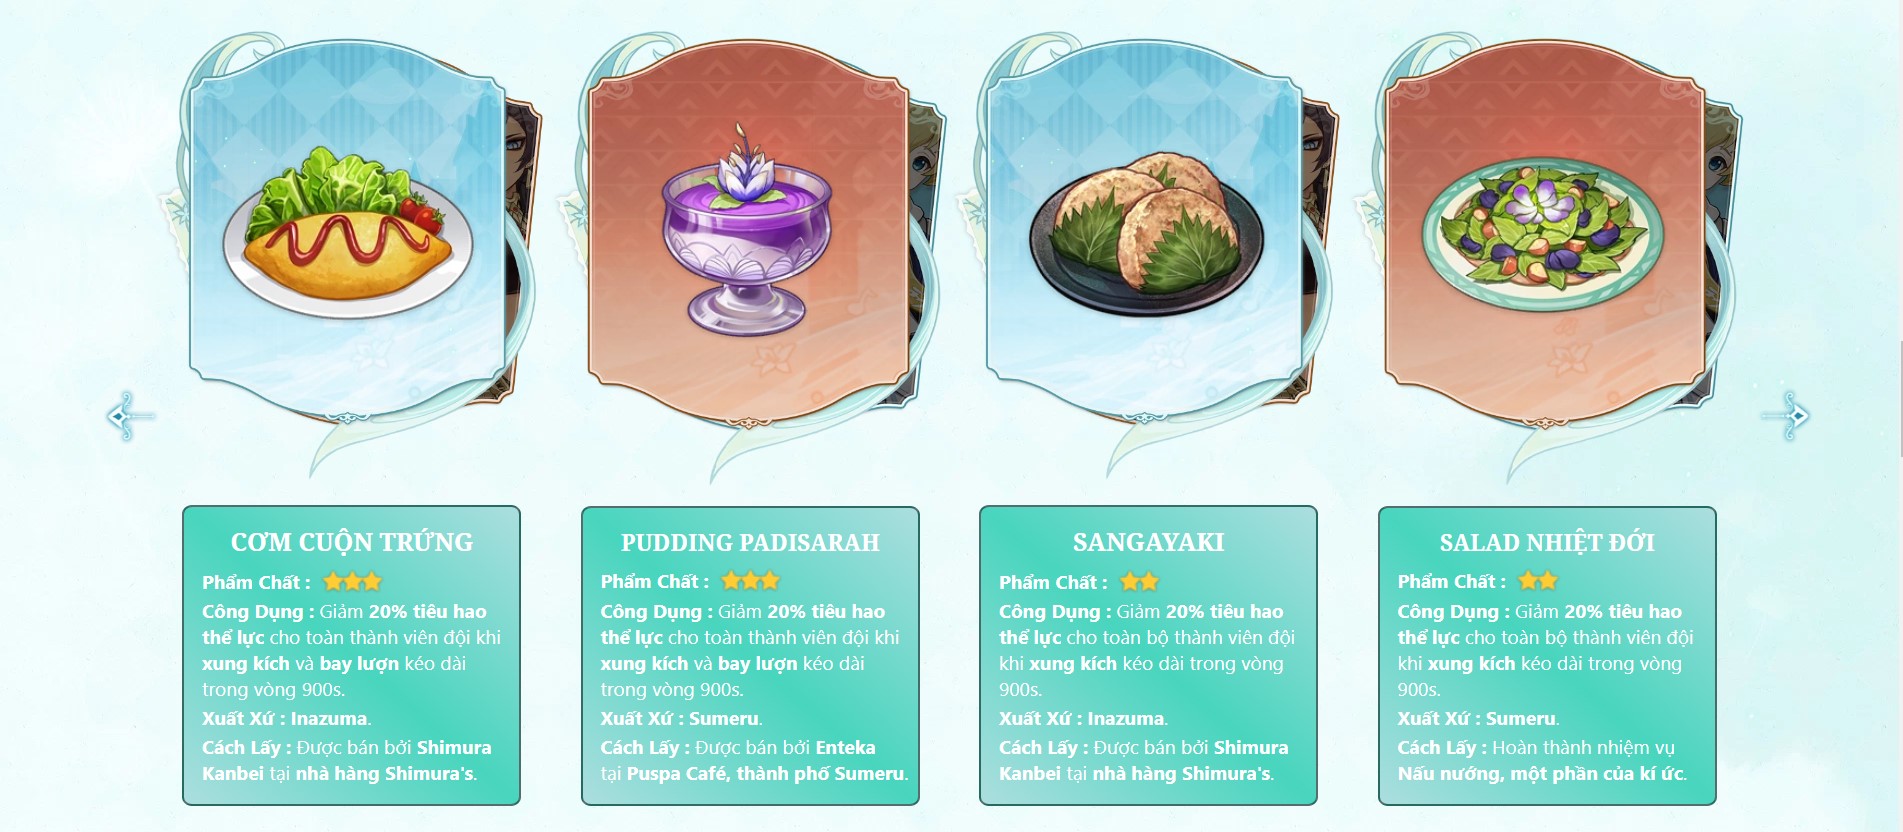 CƠM CUỘN TRỨNG
Phẩm Chất :
Công Dụng : Giảm 20% tiêu hao
thể lực cho toàn thành viên đội khi
xung kích và bay lượn kéo dài
trong vòng 900s.
Xuất Xứ : Inazuma.
Cách Lấy : Được bán bởi Shimura
Kanbei tại nhà hàng Shimura's.
PUDDING PADISARAH
Phẩm Chất :
Công Dụng : Giảm 20% tiêu hao
thể lực cho toàn thành viên đội khi
xung kích và bay lượn kéo dài
trong vòng 900s.
Xuất Xứ : Sumeru.
Cách Lấy : Được bán bởi Enteka
tại Puspa Café, thành phố Sumeru.
SANGAYAKI
Phẩm Chất :
Công Dụng : Giảm 20% tiêu hao
thể lực cho toàn bộ thành viên đội
khi xung kích kéo dài trong vòng
900s.
Xuất Xứ : Inazuma.
Cách Lấy : Được bán bởi Shimura
Kanbei tại nhà hàng Shimura's.
SALAD NHIỆT ĐỚI
Phẩm Chất :
Công Dụng : Giảm 20% tiêu hao
thể lực cho toàn bộ thành viên đội
khi xung kích kéo dài trong vòng
900s.
Xuất Xứ : Sumeru.
Cách Lấy : Hoàn thành nhiệm vụ
Nấu nướng, một phần của kí ức.